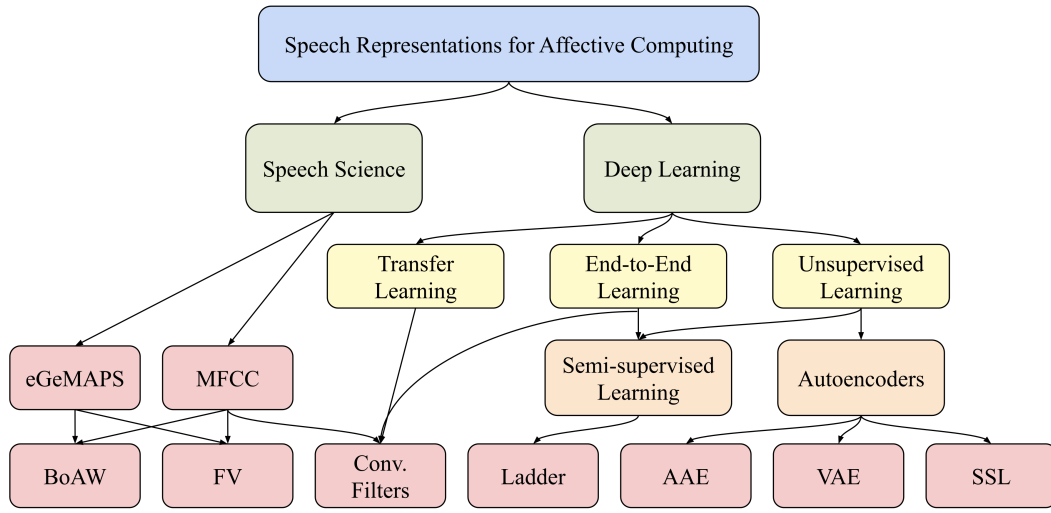 Speech Representations for Affective Computing
Speech Science
Deep Learning
Transfer
Learning
End-to-End
Learning
Unsupervised
Learning
eGeMAPS
MFCC
Semi-supervised
Learning
Autoencoders
BoAW
FV
Conv.
Filters
Ladder
AAE
VAE
SSL